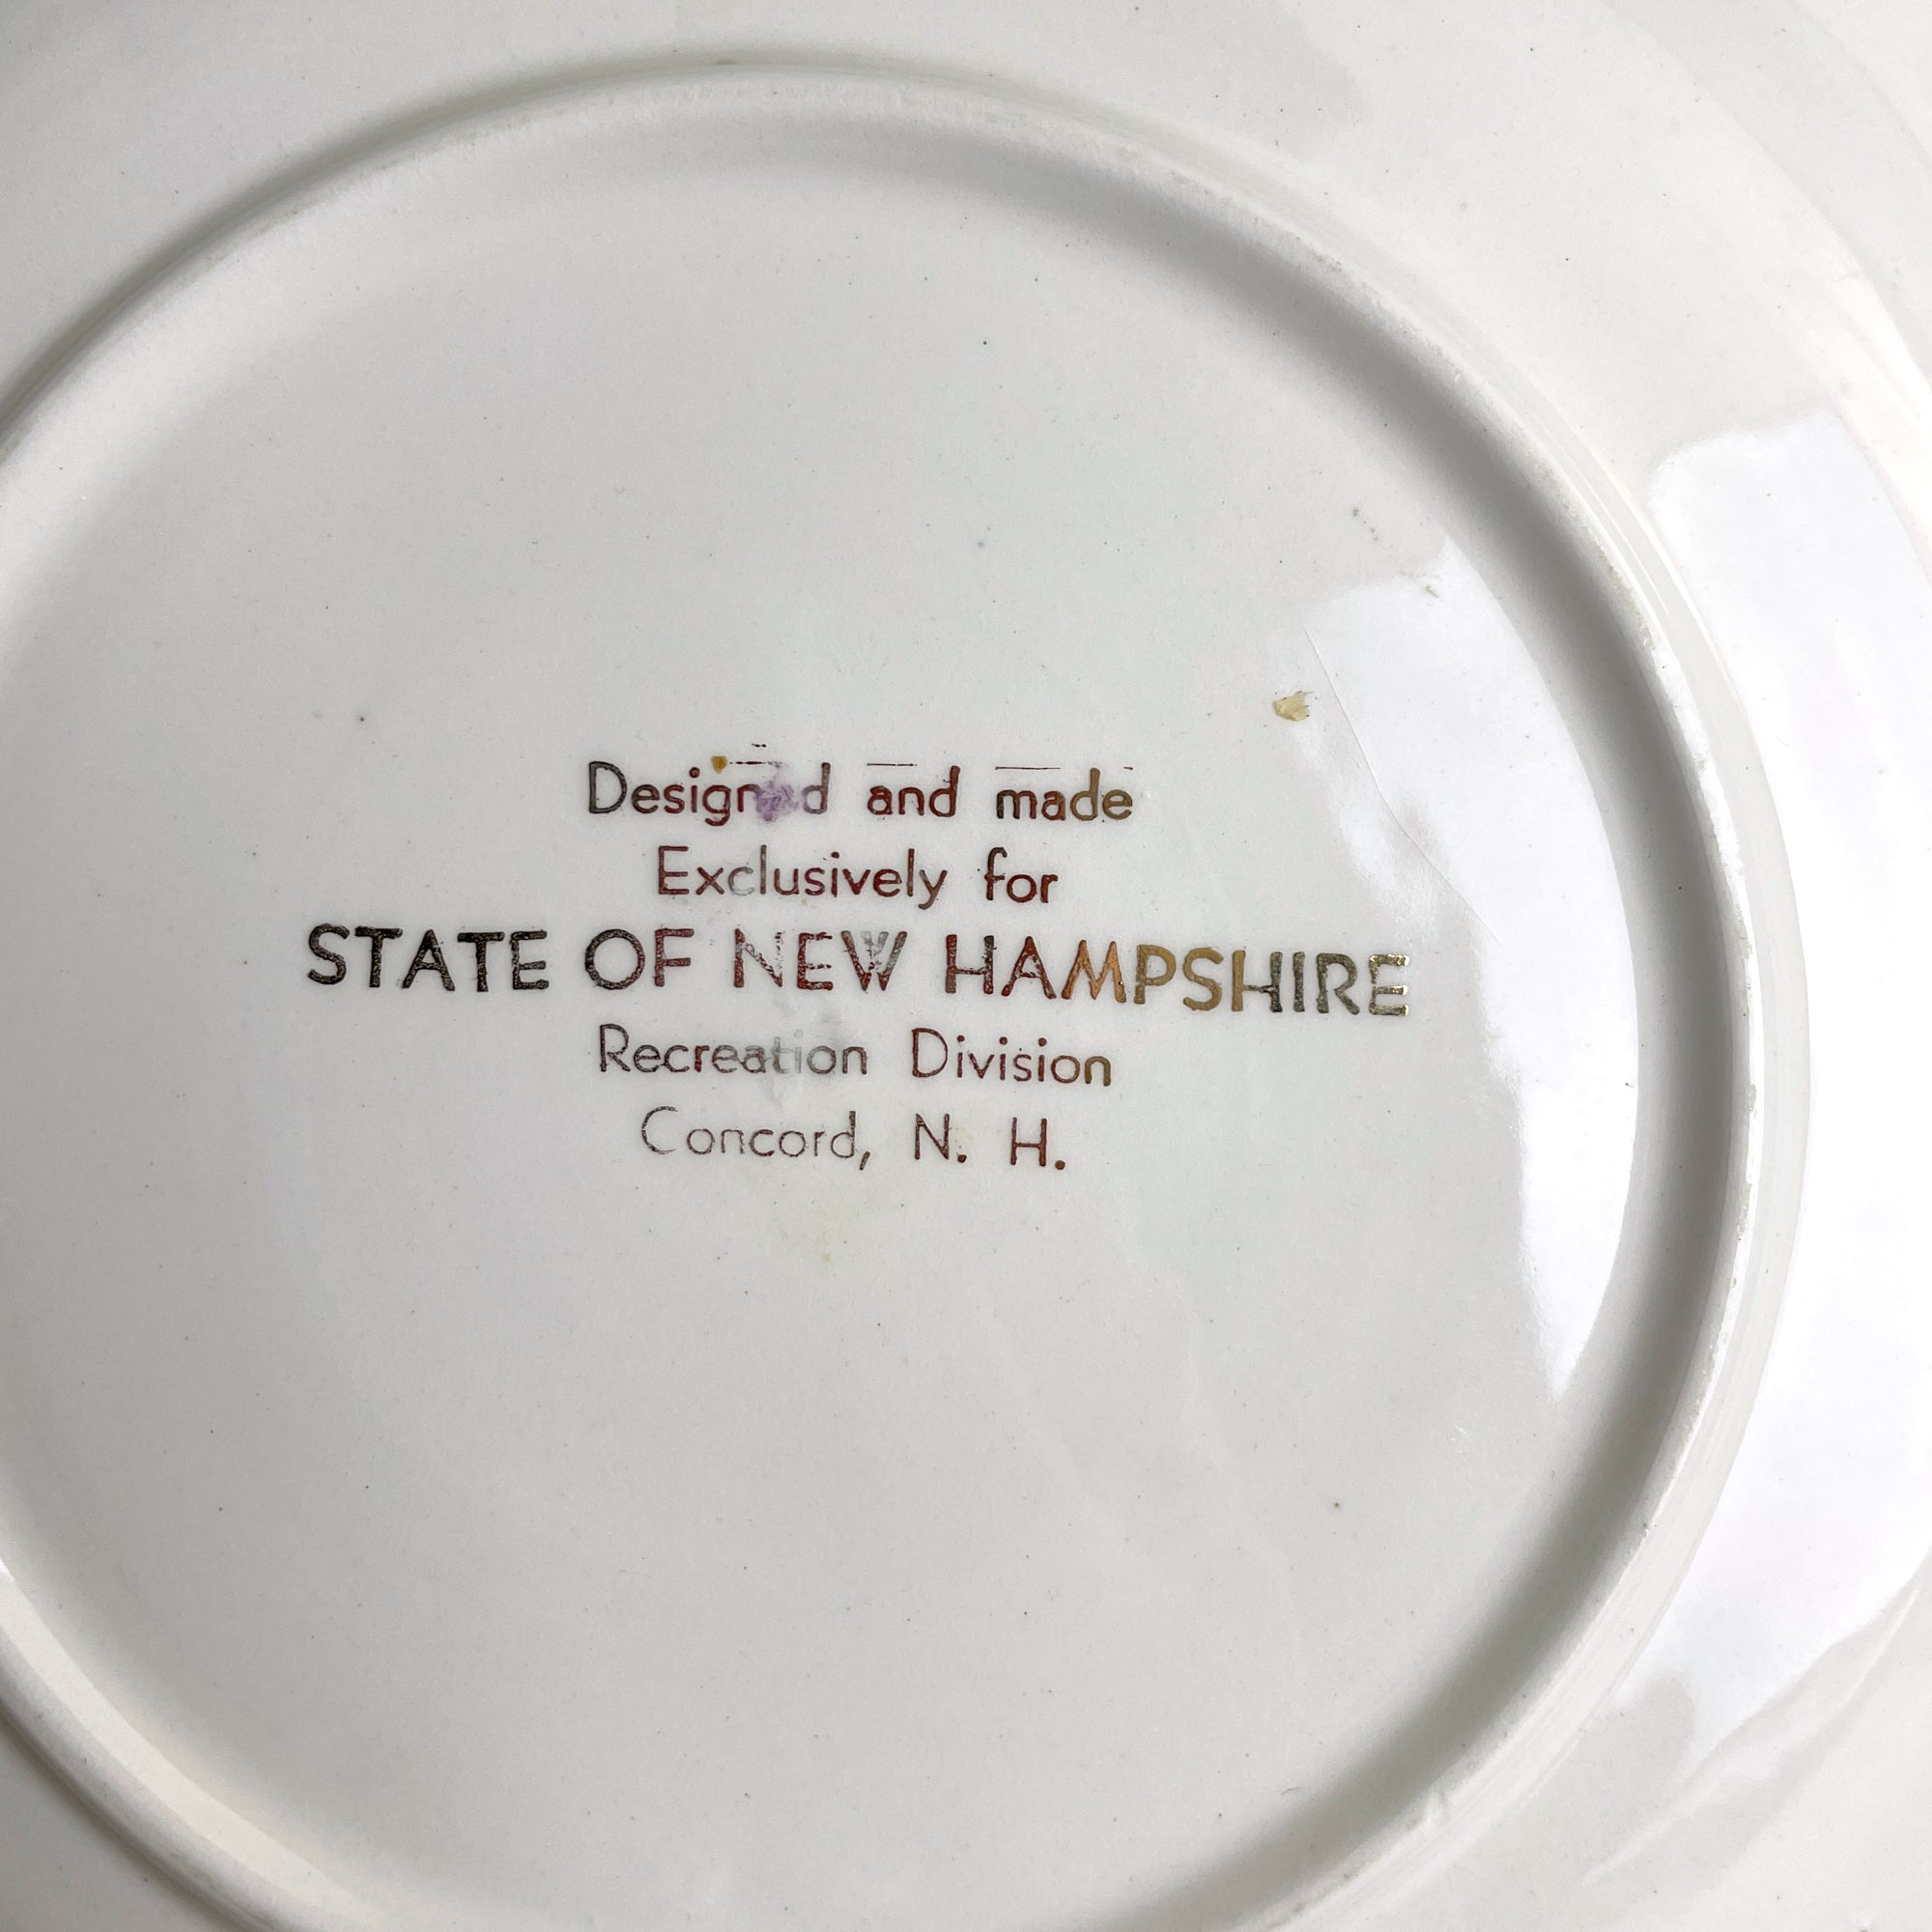 Designed and made
Exclusively for
STATE OF NEW HAMPSHIRE
Recreation Division
Concord, N. H.